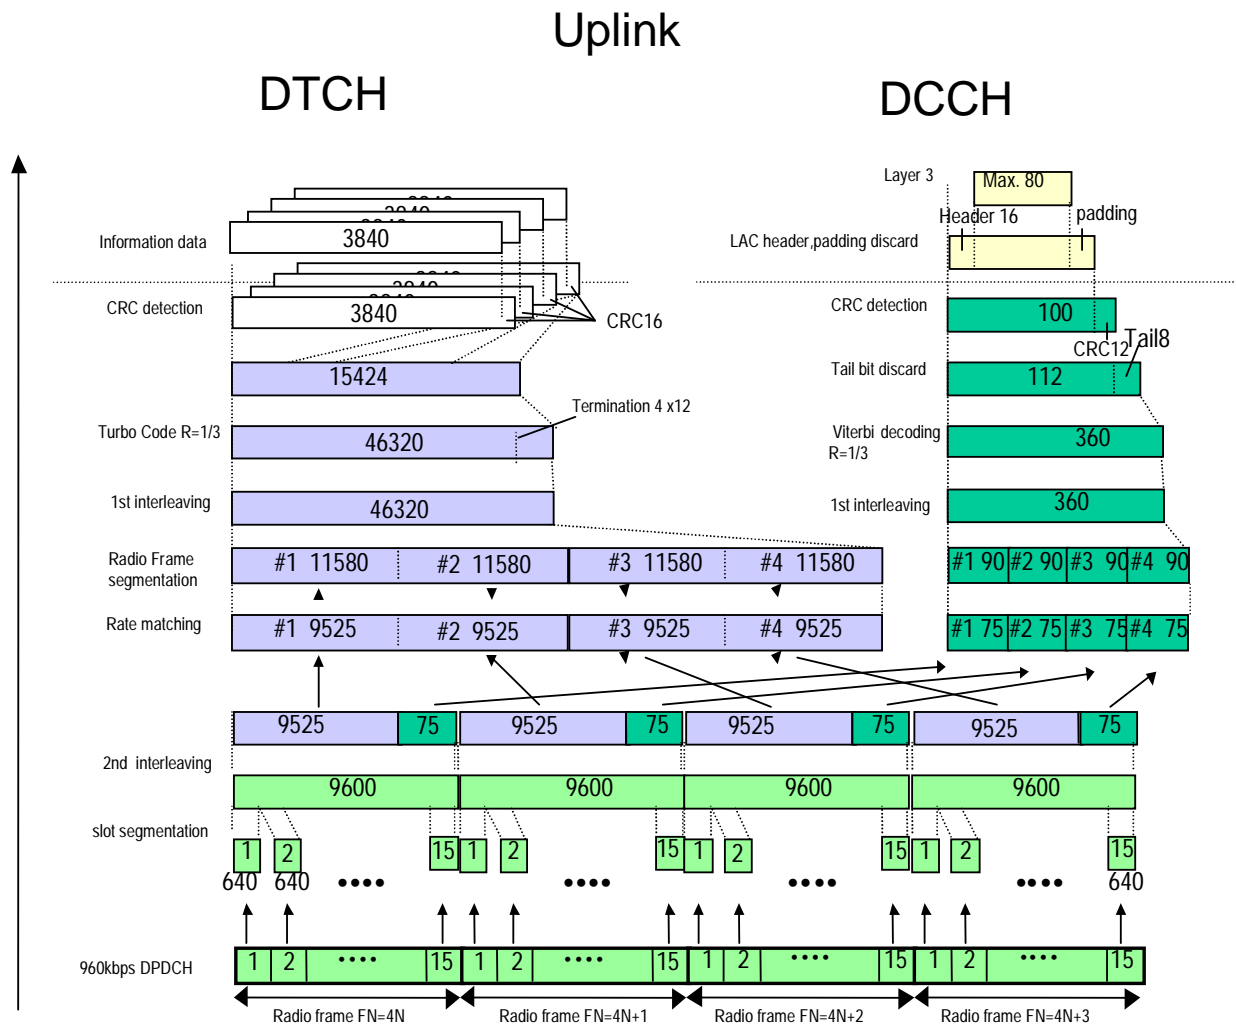 Uplink
DTCH
DCCH
Layer 3
Max. 80
Header 16
padding
Information data
3840
LAC header,padding discard
CRC detection
3840
CRC16
CRC detection
100
CRC12
Tail8
15424
Tail bit discard
112
Termination 4 x12
Turbo Code R=1/3
46320
Viterbi decoding
R=1/3
360
1st interleaving
46320
1st interleaving
360
Radio Frame
segmentation
#1 11580 #2 11580 #3 11580 #4 11580
#1 90 #2 90 #3 90 #4 90
Rate matching
#1 9525 #2 9525 #3 9525 #4 9525
#1 75 #2 75 #3 75 #4 75
9525 75 9525 75 9525 75 9525 75
2nd interleaving
9600 9600 9600 9600
slot segmentation
1 2 15 1 2 15 1 2 15 1 2 15
640 640 •••• •••• •••• •••• 640
960kbps DPDCH
1 2 •••• 15 1 2 •••• 15 1 2 •••• 15 1 2 •••• 15
Radio frame FN=4N Radio frame FN=4N+1 Radio frame FN=4N+2 Radio frame FN=4N+3